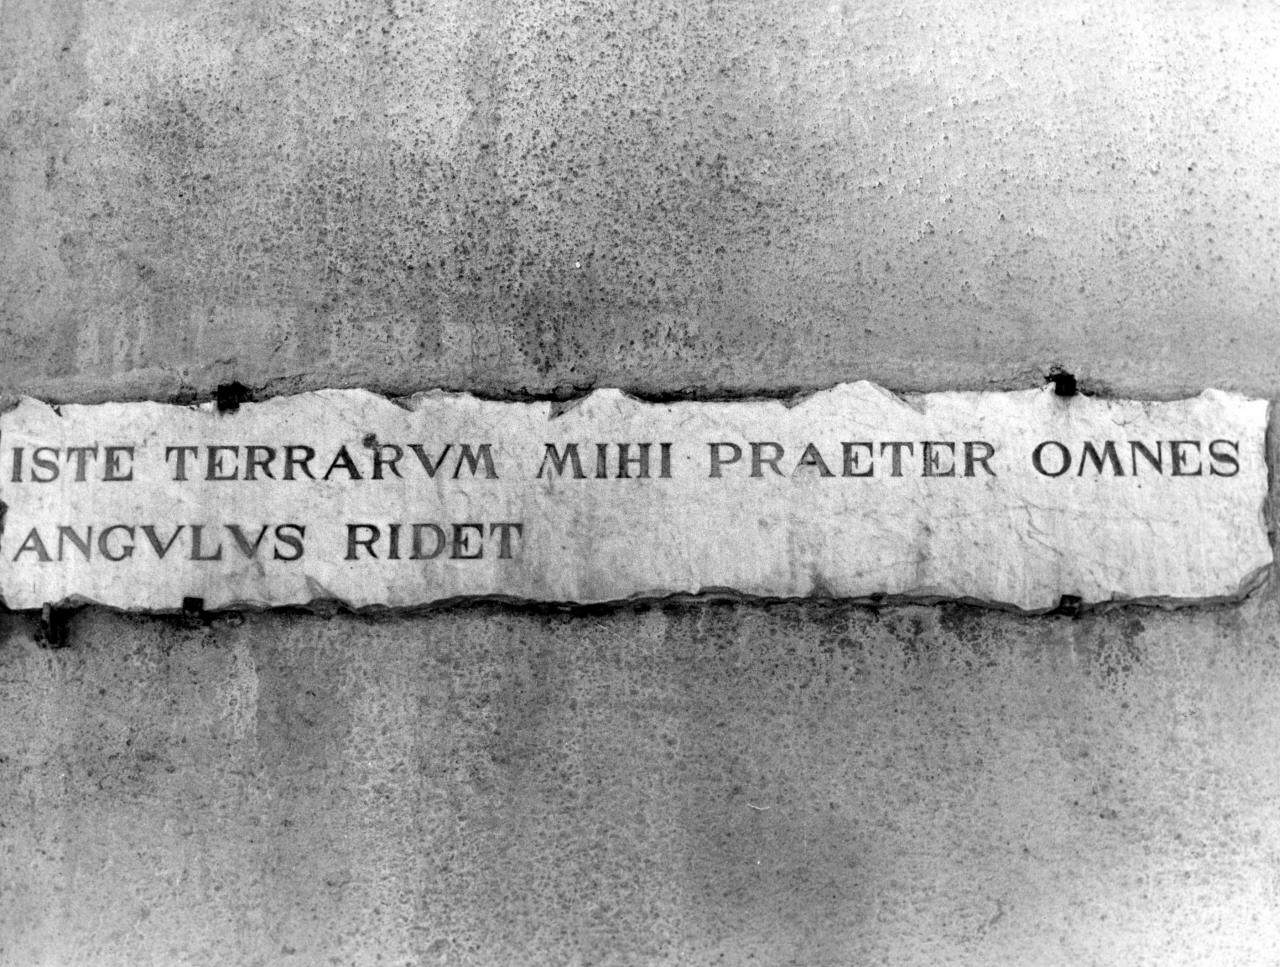 ISTE TERRARVM MIHI PRAETER OMNES
ANGVLVS RIDET